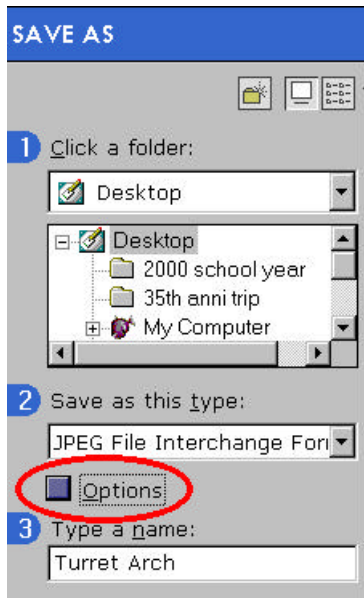 SAVE AS
1 Click a folder:
Desktop
Desktop
2000 school year
35th anni trip
My Computer
2 Save as this type:
JPEG File Interchange Forr
Options
3 Type a name:
Turret Arch